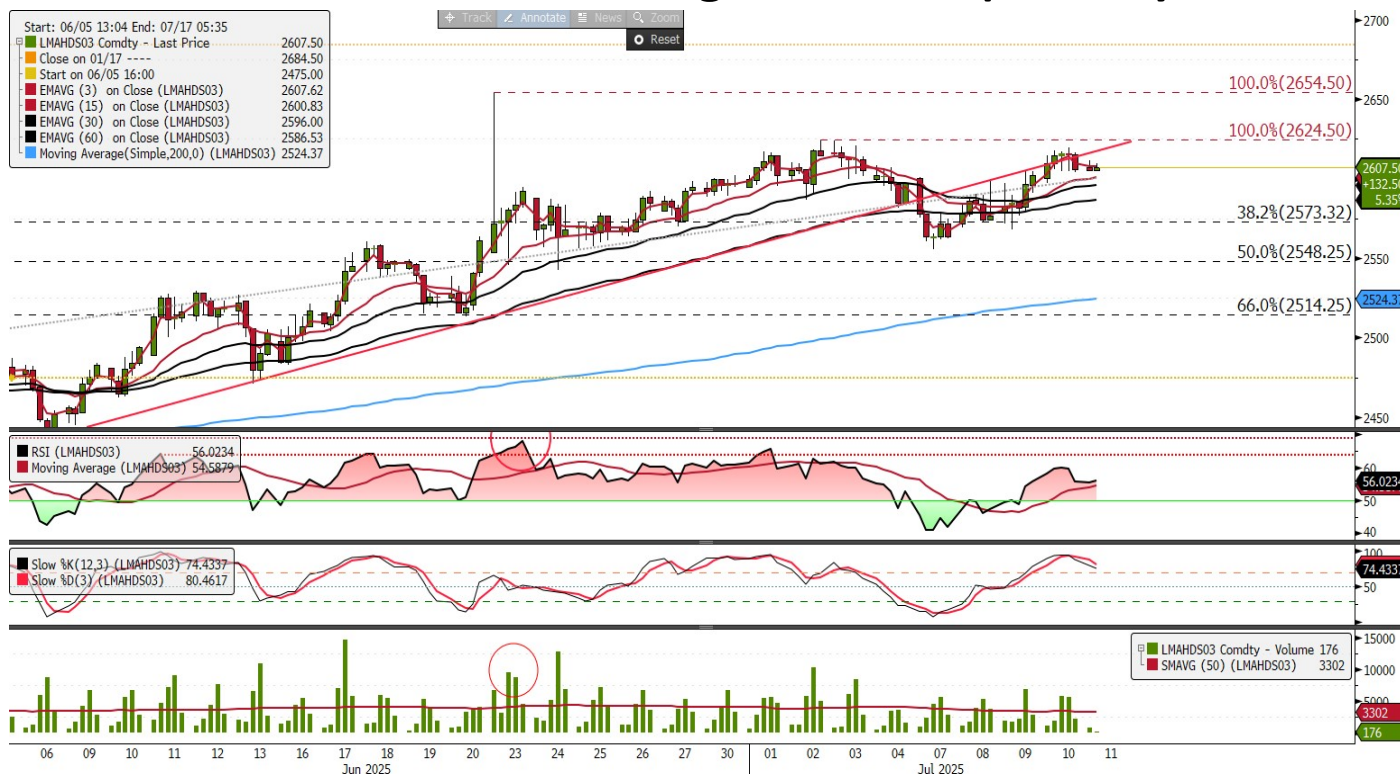 Track Annotate News Zoom
Reset
Start: 06/05 13:04 End: 07/17 05:35
LMAHDS03 Comdty - Last Price 2607.50
Close on 01/17 ---- 2684.50
Start on 06/05 16:00 2475.00
EMAVG (3) on Close (LMAHDS03) 2607.62
EMAVG (15) on Close (LMAHDS03) 2600.83
EMAVG (30) on Close (LMAHDS03) 2596.00
EMAVG (60) on Close (LMAHDS03) 2586.53
Moving Average(Simple,200,0) (LMAHDS03) 2524.37
2700
100.0%(2654.50)
2650
100.0%(2624.50)
2607.50
+132.50
5.35%
38.2%(2573.32)
50.0%(2548.25)
2550
2524.37
66.0%(2514.25)
2500
2450
RSI (LMAHDS03) 56.0234
Moving Average (LMAHDS03) 54.5879
60
56.0234
50
40
Slow %K(12,3) (LMAHDS03) 74.4337
Slow %D(3) (LMAHDS03) 80.4617
100
74.4337
50
LMAHDS03 Comdty - Volume 176
SMAVG (50) (LMAHDS03) 3302
15000
10000
5000
3302
176
06 09 10 11 12 13 16 17 18 19 20 23 24 25 26 27 30 01 02 03 04 07 08 09 10 11
Jun 2025 Jul 2025